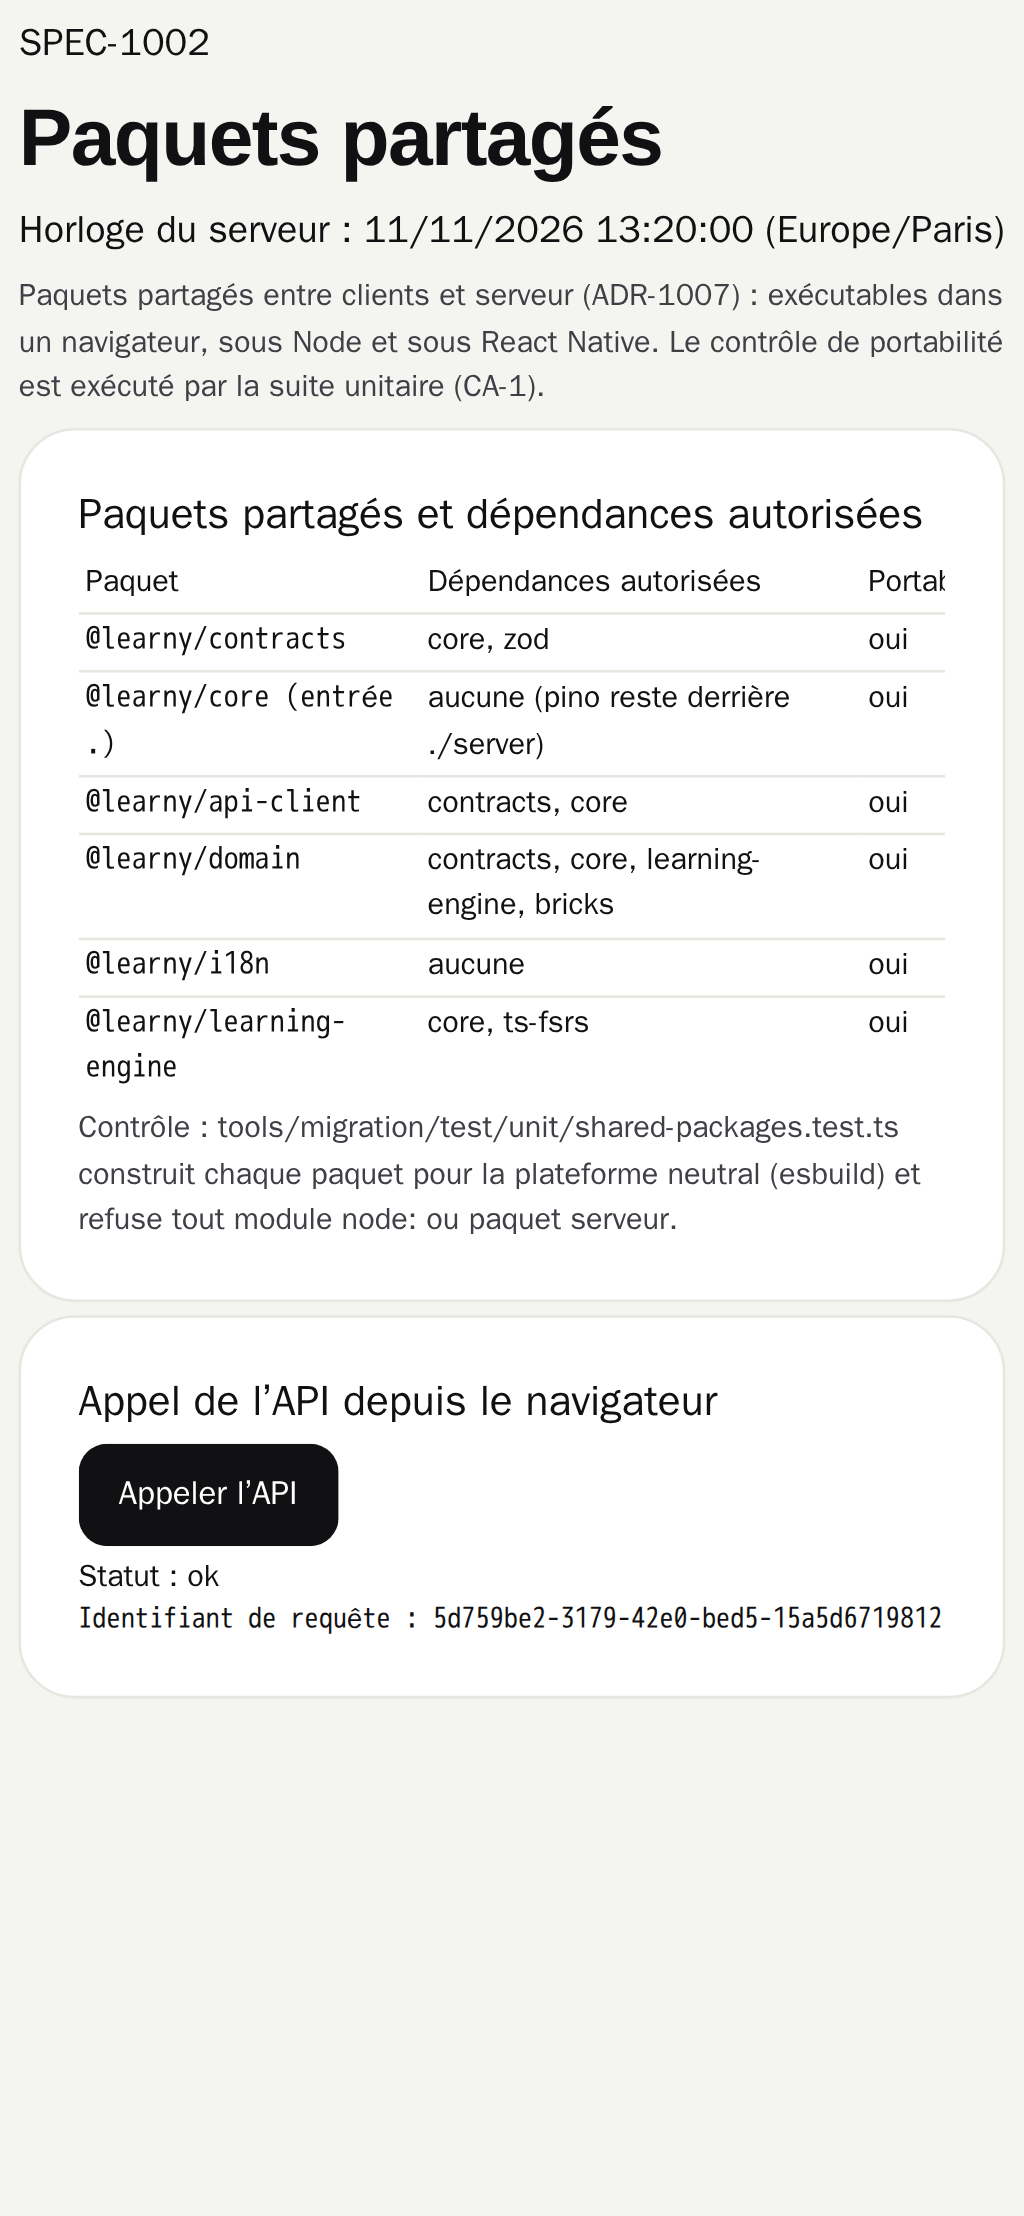 SPEC-1002
Paquets partagés
Horloge du serveur : 11/11/2026 13:20:00 (Europe/Paris)
Paquets partagés entre clients et serveur (ADR-1007) : exécutables dans
un navigateur, sous Node et sous React Native. Le contrôle de portabilité
est exécuté par la suite unitaire (CA-1).
Paquets partagés et dépendances autorisées
Paquet Dépendances autorisées Portab
@learny/contracts core, zod oui
@learny/core (entrée aucune (pino reste derrière oui
.) ./server)
@learny/api-client contracts, core oui
@learny/domain contracts, core, learning- oui
engine, bricks
@learny/i18n aucune oui
@learny/learning- core, ts-fsrs oui
engine
Contrôle : tools/migration/test/unit/shared-packages.test.ts
construit chaque paquet pour la plateforme neutral (esbuild) et
refuse tout module node: ou paquet serveur.
Appel de l’API depuis le navigateur
Appeler l’API
Statut : ok
Identifiant de requête : 5d759be2-3179-42e0-bed5-15a5d6719812